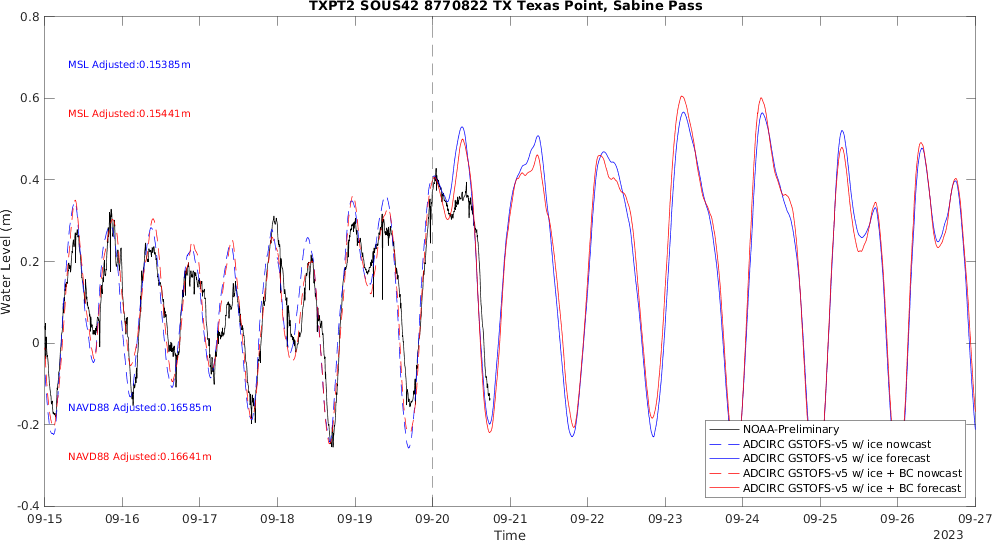 TXPT2 SOUS42 8770822 TX Texas Point, Sabine Pass
0.8
0.6
0.4
0.2
0
-0.2
-0.4
Water Level (m)
MSL Adjusted:0.15385m
MSL Adjusted:0.15441m
NAVD88 Adjusted:0.16585m
NAVD88 Adjusted:0.16641m
NOAA-Preliminary
ADCIRC GSTOFS-v5 w/ ice nowcast
ADCIRC GSTOFS-v5 w/ ice forecast
ADCIRC GSTOFS-v5 w/ ice + BC nowcast
ADCIRC GSTOFS-v5 w/ ice + BC forecast
09-15 09-16 09-17 09-18 09-19 09-20 09-21 09-22 09-23 09-24 09-25 09-26 09-27
Time
2023